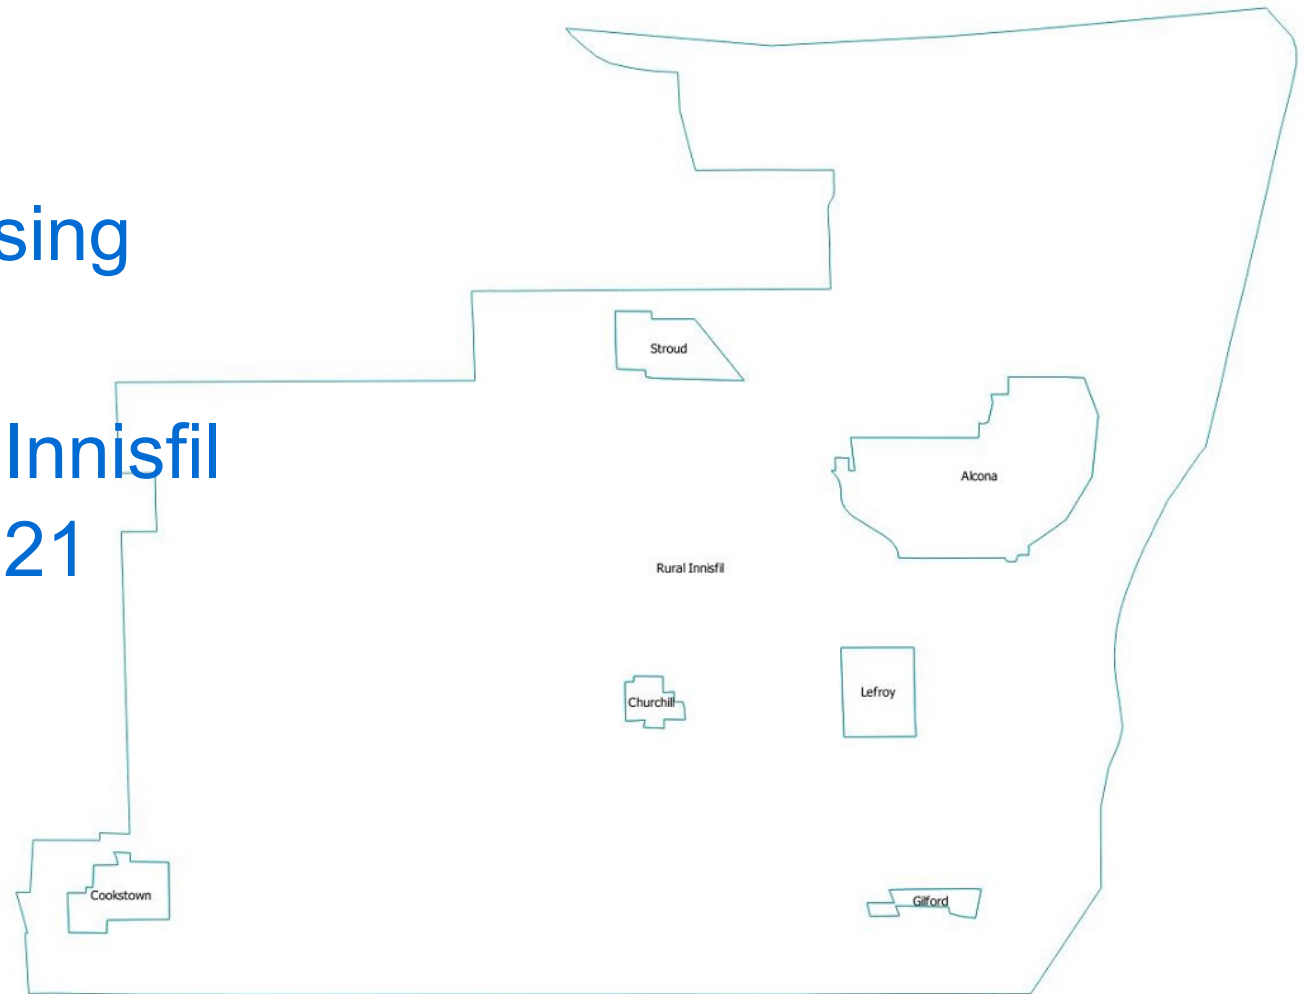 sing
Innisfil
21
Stroud
Alcona
Rural Innisfil
Churchill
Lefroy
Cookstown
Gilford